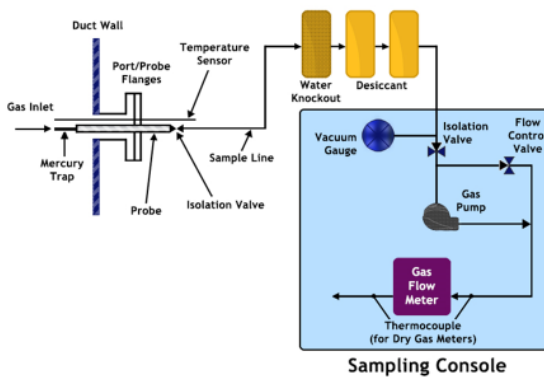 Duct Wall
Temperature
Sensor
Port/Probe
Flanges
Gas Inlet
Mercury
Trap
Probe
Sample Line
Isolation Valve
Water
Knockout
Desiccant
Vacuum
Gauge
Isolation
Valve
Flow
Control
Valve
Gas
Pump
Gas
Flow
Meter
Thermocouple
(for Dry Gas Meters)
Sampling Console